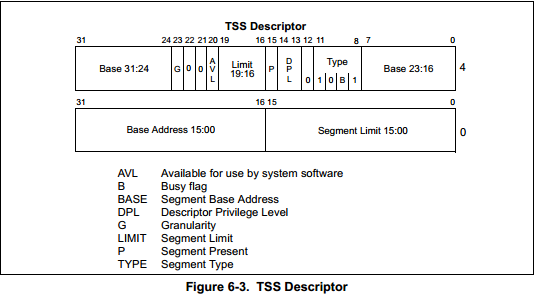 TSS Descriptor
31 24 23 22 21 20 19 16 15 14 13 12 11 8 7 0
Base 31:24 G 0 0 AVL Limit 19:16 P DPL 0 Type 1 0 B 1 Base 23:16 4
31 16 15 0
Base Address 15:00 Segment Limit 15:00 0
AVL Available for use by system software
B Busy flag
BASE Segment Base Address
DPL Descriptor Privilege Level
G Granularity
LIMIT Segment Limit
P Segment Present
TYPE Segment Type
Figure 6-3. TSS Descriptor